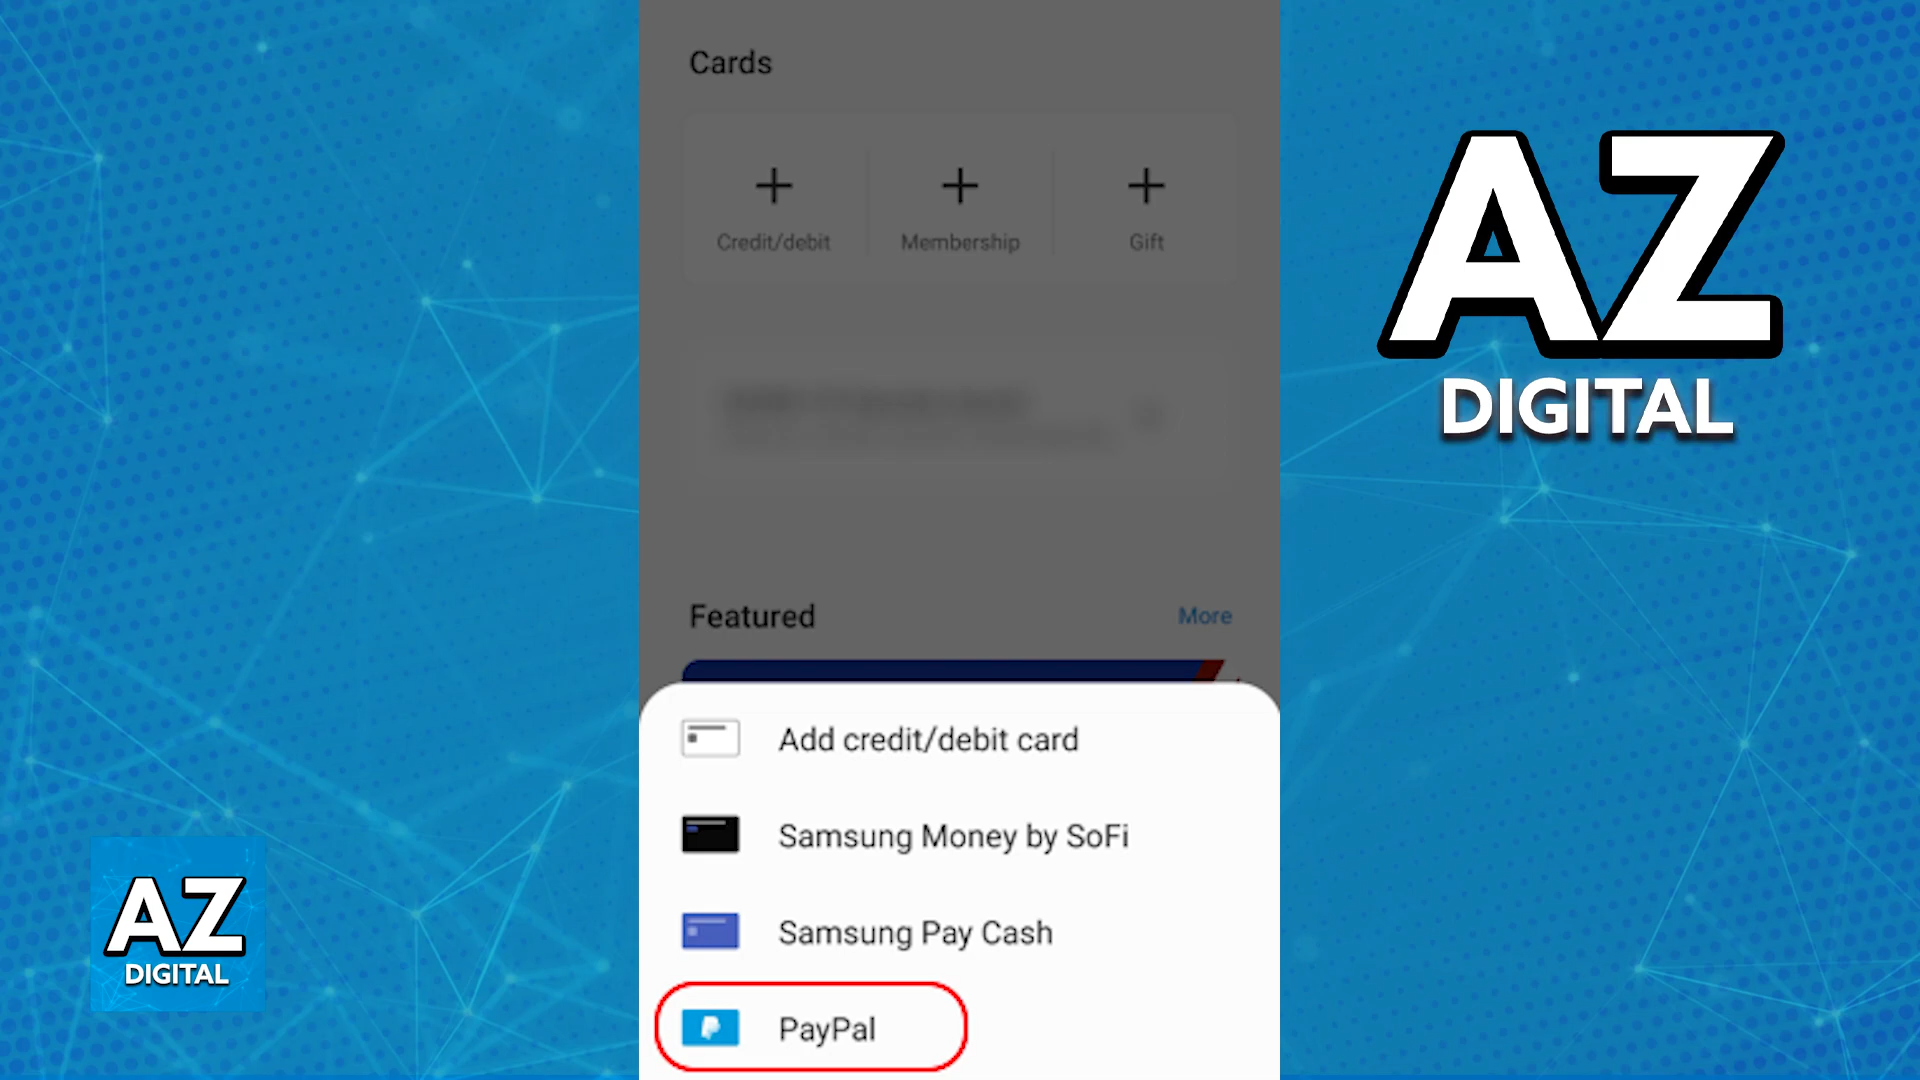 Cards
Credit/debit
Membership
Gift
Featured
More
Add credit/debit card
Samsung Money by SoFi
Samsung Pay Cash
PayPal
AZ
DIGITAL
AZ
DIGITAL